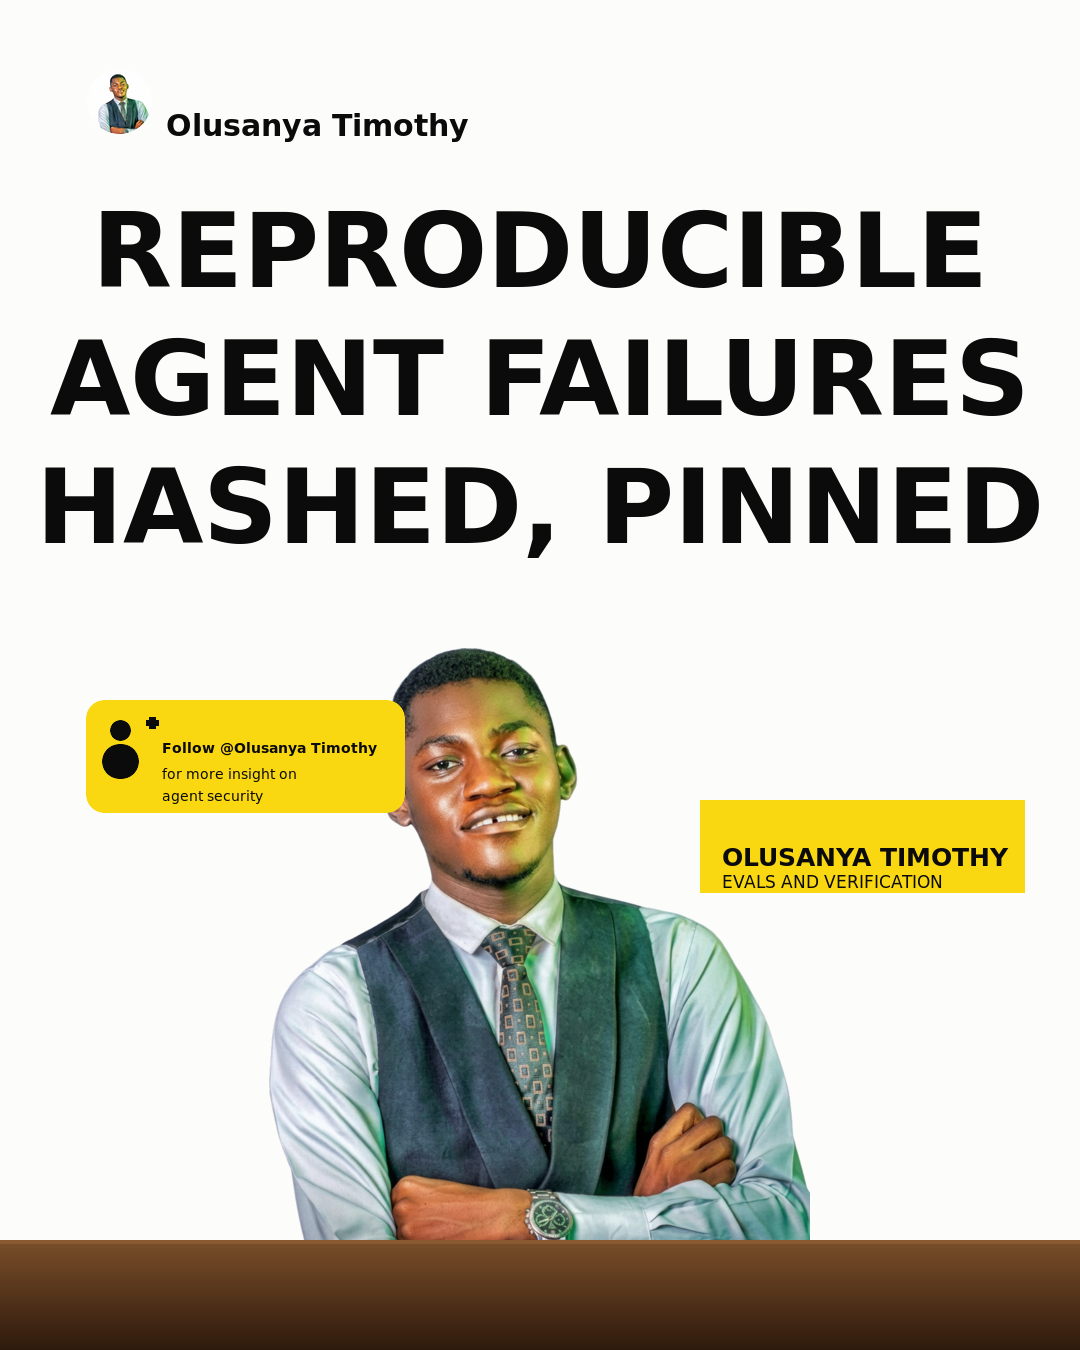 Olusanya Timothy
REPRODUCIBLE
AGENT FAILURES
HASHED, PINNED
Follow @Olusanya Timothy
for more insight on
agent security
OLUSANYA TIMOTHY
EVALS AND VERIFICATION